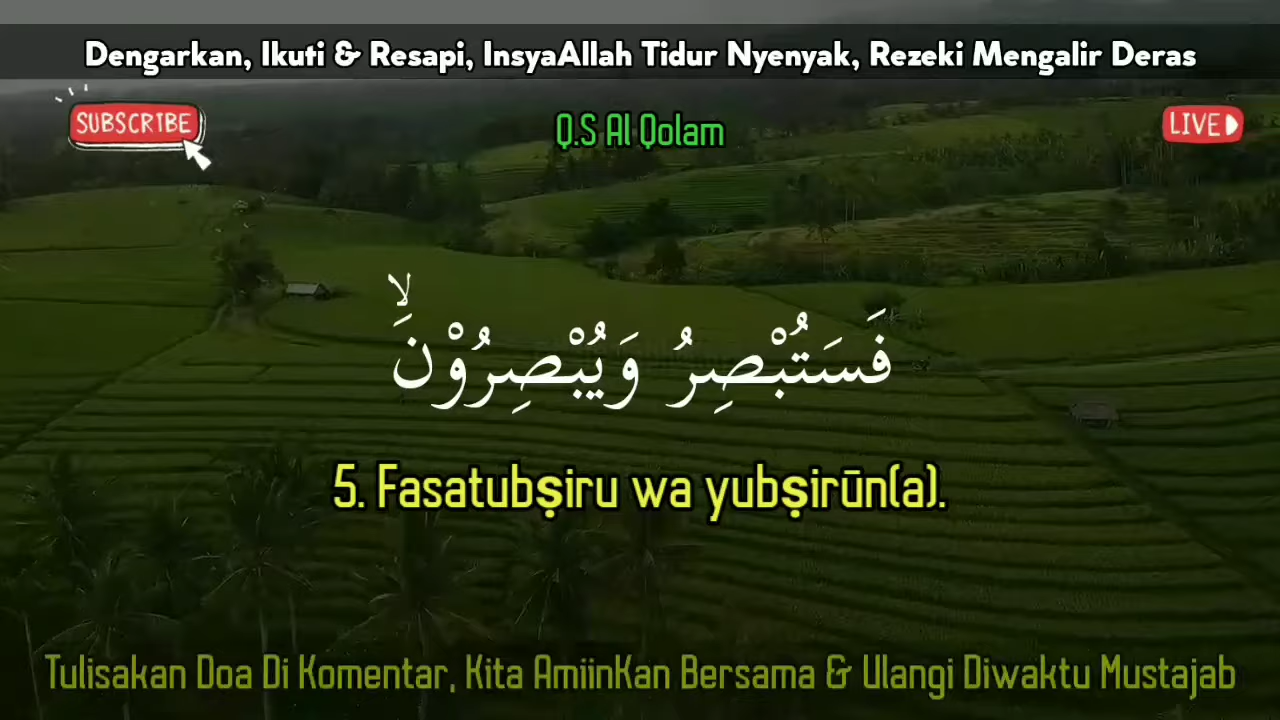 Dengarkan, Ikuti & Resapi, InsyaAllah Tidur Nyenyak, Rezeki Mengalir Deras
SUBSCRIBE
Q.S Al Qolam
LIVE
فَسَتُبْصِرُ وَيُبْصِرُوْنَۙ
5. Fasatubṣiru wa yubṣirūn(a).
Tulisakan Doa Di Komentar, Kita AmiinKan Bersama & Ulangi Diwaktu Mustajab